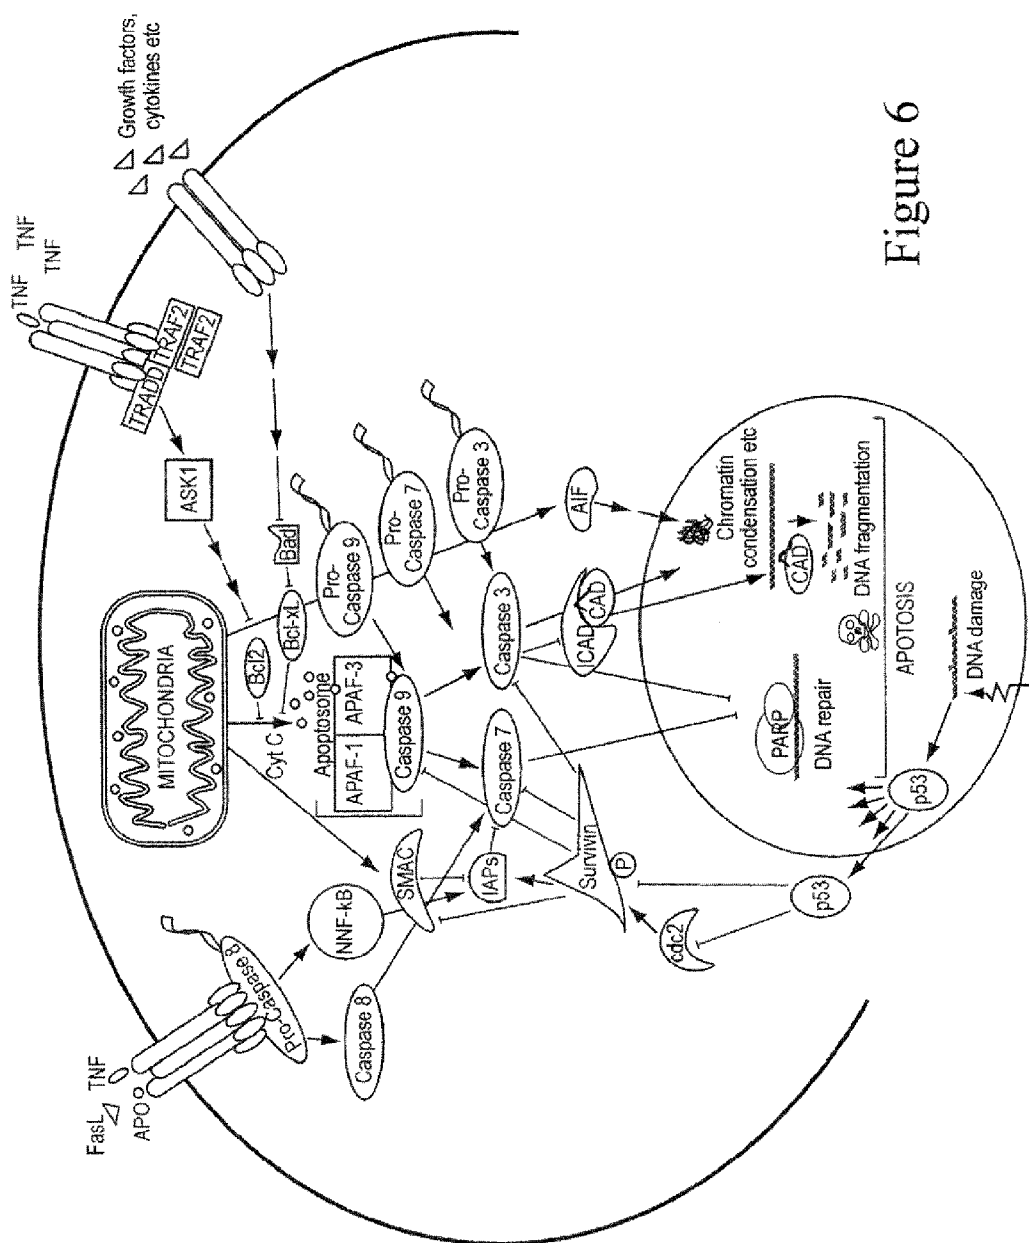 FasL
TNF
APO
Pro-Caspase 8
Caspase 8
NNF-kB
SMAC
IAPs
MITOCHONDRIA
Cyt C
Bcl2
Bcl-xL
Bad
ASK1
TRADD
TRAF2
TRAF2
TNF
TNF
TNF
Growth factors,
cytokines etc
Apoptosome
APAF-1
APAF-3
Caspase 9
Pro-
Caspase 9
Pro-
Caspase 7
Pro-
Caspase 3
Caspase 7
Caspase 3
AIF
ICAD
CAD
Survivin
P
cdc2
p53
p53
PARP
DNA repair
Chromatin
condensation etc
CAD
DNA fragmentation
APOTOSIS
DNA damage
Figure 6